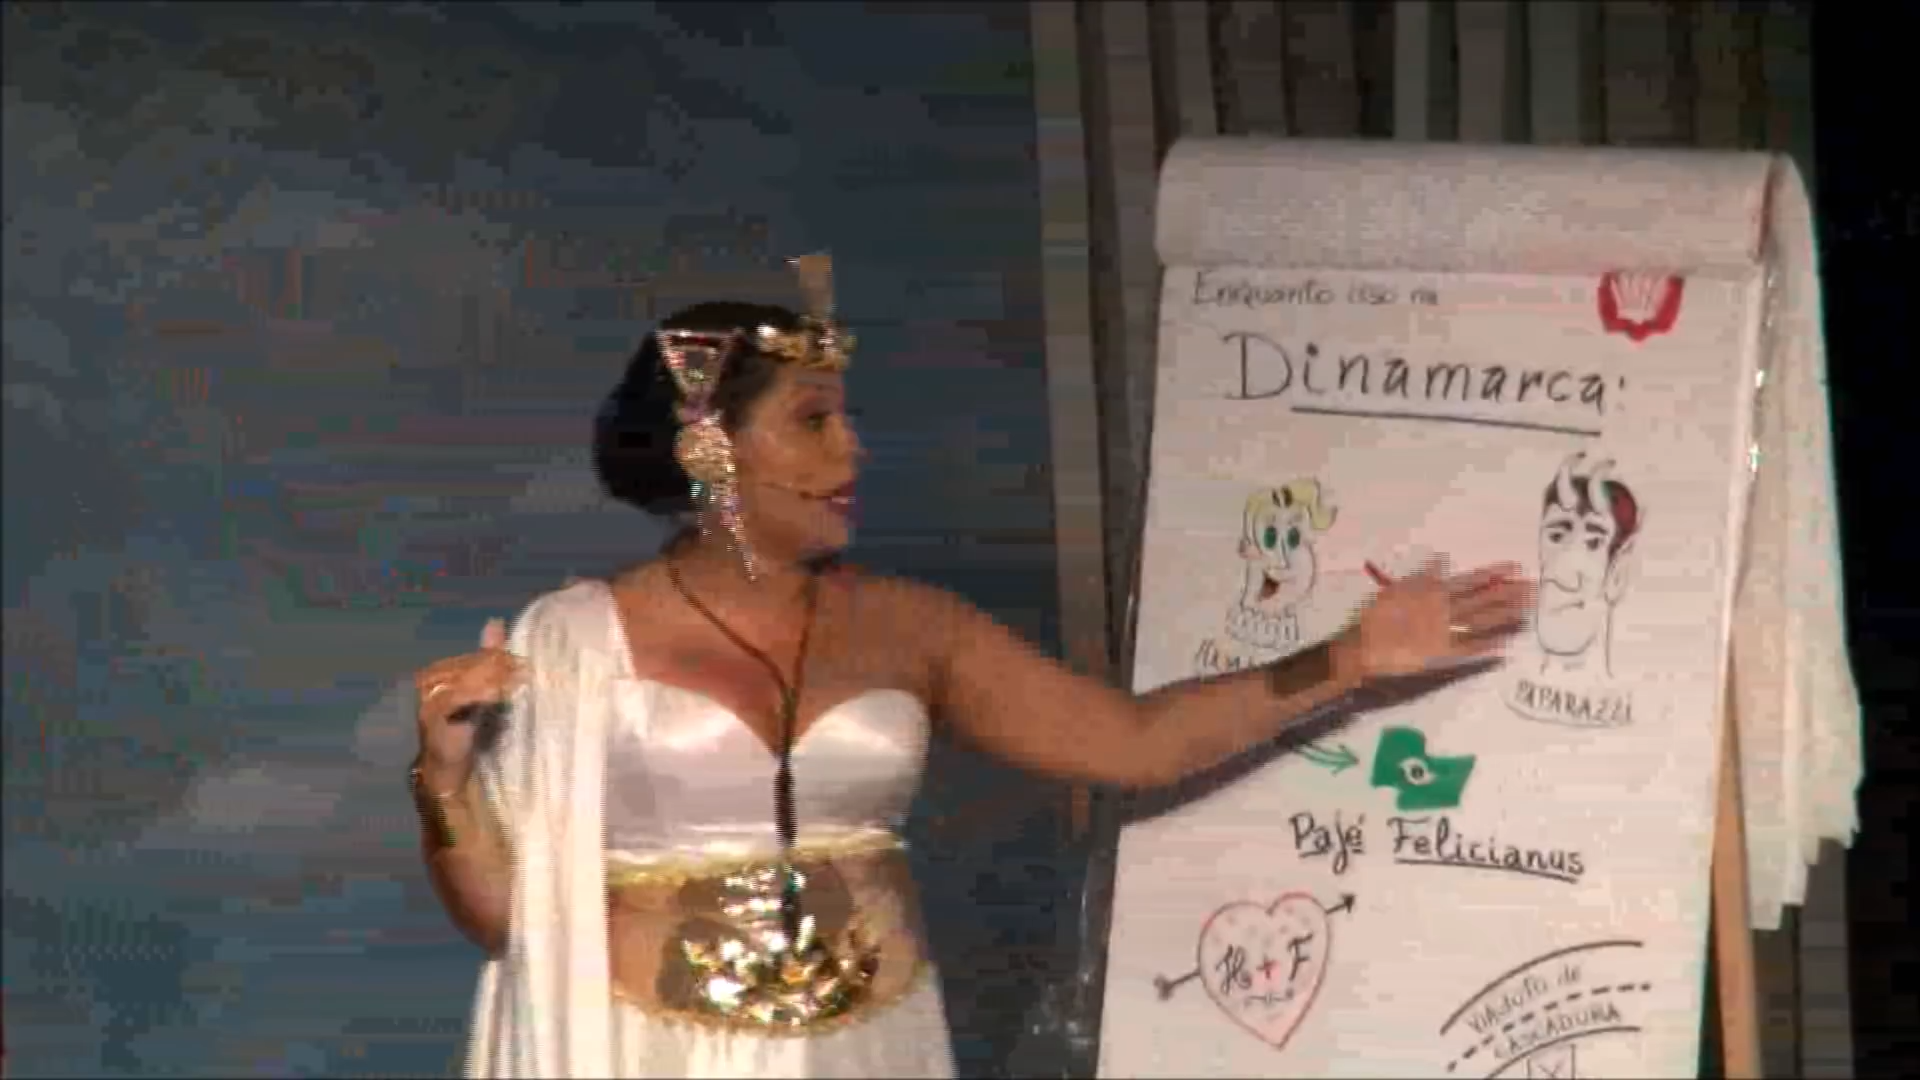 Enquanto isso na
Dinamarca:
PAPARAZZI
Pajé Felicianus
H + F
VIADUTO de
CASCADURA